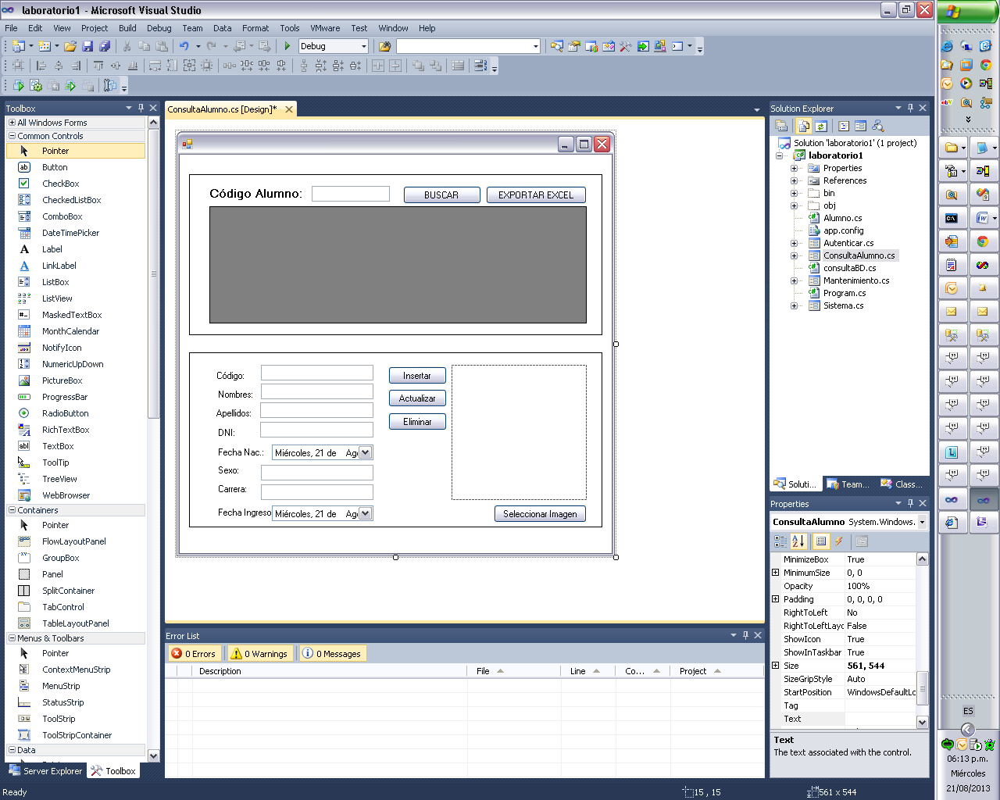 laboratorio1 - Microsoft Visual Studio
File Edit View Project Build Debug Team Data Format Tools VMware Test Window Help
Debug
Toolbox
All Windows Forms
Common Controls
Pointer
Button
CheckBox
CheckedListBox
ComboBox
DateTimePicker
Label
LinkLabel
ListBox
ListView
MaskedTextBox
MonthCalendar
NotifyIcon
NumericUpDown
PictureBox
ProgressBar
RadioButton
RichTextBox
TextBox
ToolTip
TreeView
WebBrowser
Containers
Pointer
FlowLayoutPanel
GroupBox
Panel
SplitContainer
TabControl
TableLayoutPanel
Menus & Toolbars
Pointer
ContextMenuStrip
MenuStrip
StatusStrip
ToolStrip
ToolStripContainer
Data
Server Explorer Toolbox
ConsultaAlumno.cs [Design]*
Código Alumno: BUSCAR EXPORTAR EXCEL
Código: Insertar
Nombres:
Actualizar
Apellidos:
Eliminar
DNI:
Fecha Nac.: Miércoles, 21 de Ag
Sexo:
Carrera:
Fecha Ingreso Miércoles, 21 de Ag Seleccionar Imagen
Error List
0 Errors 0 Warnings 0 Messages
Description File Line Co... Project
Solution Explorer
Solution 'laboratorio1' (1 project)
laboratorio1
Properties
References
bin
obj
Alumno.cs
app.config
Autenticar.cs
ConsultaAlumno.cs
consultaBD.cs
Mantenimiento.cs
Program.cs
Sistema.cs
Soluti... Team... Class...
Properties
ConsultaAlumno System.Windows.
MinimizeBox True
MinimumSize 0, 0
Opacity 100%
Padding 0, 0, 0, 0
RightToLeft No
RightToLeftLayo False
ShowIcon True
ShowInTaskbar True
Size 561, 544
SizeGripStyle Auto
StartPosition WindowsDefaultLo
Tag
Text
Text
The text associated with the control.
Ready 15 , 15 561 x 544
ES
06:13 p.m.
Miércoles
21/08/2013